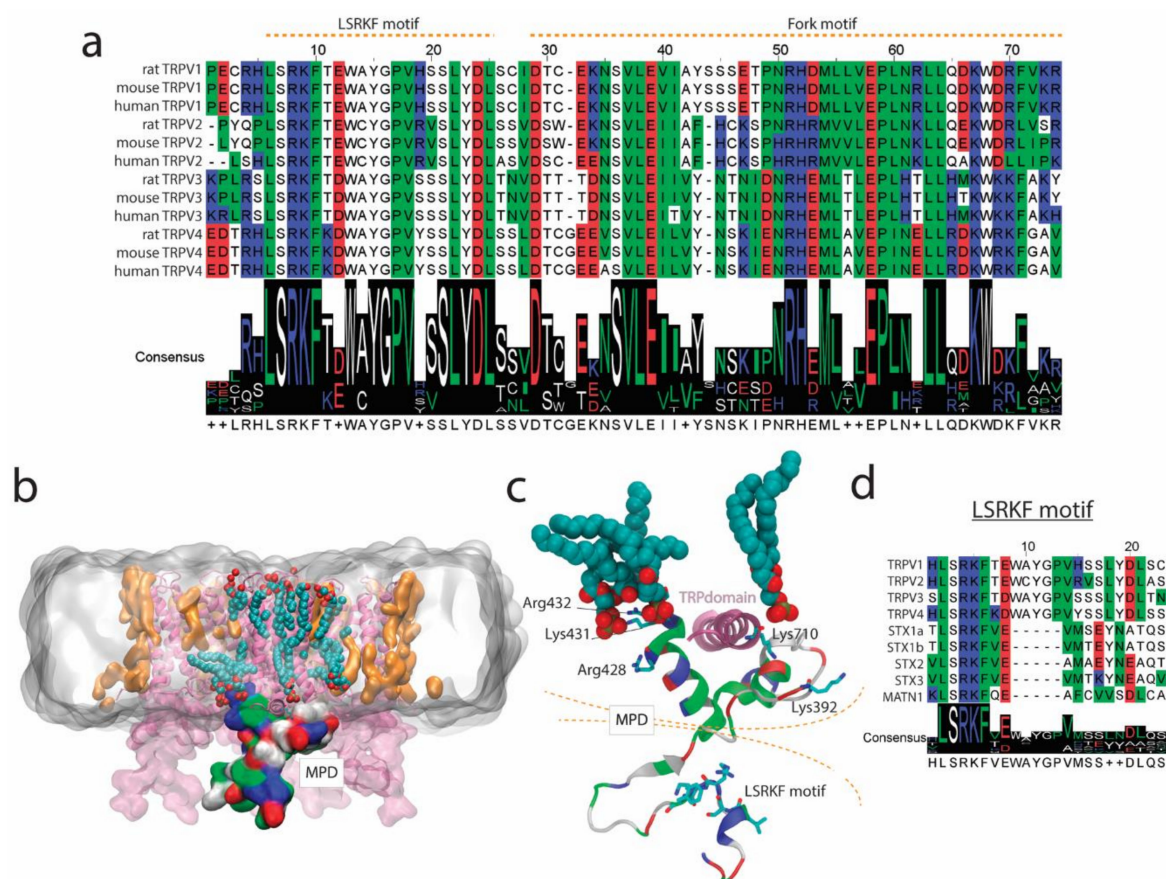 a
LSRKF motif Fork motif
10 20 30 40 50 60 70
rat TRPV1 PECRHLSRKFTEWAYGPVHSSLYDLSCIDTC-EKNSVLEVIAYSSSETPNRHDMLLVEPLNRLLQDKWDRFVKR
mouse TRPV1 PECRHLSRKFTEWAYGPVHSSLYDLSCIDTC-EKNSVLEVIAYSSSETPNRHDMLLVEPLNRLLQDKWDRFVKR
human TRPV1 PECRHLSRKFTEWAYGPVHSSLYDLSCIDTC-EKNSVLEVIAYSSSETPNRHDMLLVEPLNRLLQDKWDRFVKR
rat TRPV2 -PYQPLSRKFTEWCYGPVRVSLYDLSSVDSW-EKNSVLEIIAF-HCKSPNRHRMVVLEPLNKLLQEKWDRLVSR
mouse TRPV2 -LYQPLSRKFTEWCYGPVRVSLYDLSSVDSW-EKNSVLEIIAF-HCKSPNRHRMVVLEPLNKLLQEKWDRLVSR
human TRPV2 --LSHLSRKFTEWCYGPVRVSLYDLASVDSC-EENSVLEIIAF-HCKSPHRHRMVVLEPLNKLLQAKWDLLIPK
rat TRPV3 KPLRSLSRKFTDWAYGPVSSSLYDLTNVDTT-TDNSVLEIIVY-NTNIDNRHEMLTLEPLHTLLHMKWKKFAKY
mouse TRPV3 KPIRSLSRKFTDWAYGPVSSSLYDLTNVDTT-TDNSVLEIIVY-NTNIDNRHEMLTLEPLHTLLHTKWKKFAKY
human TRPV3 KRLRSLSRKFTDWAYGPVSSSLYDLTNVDTT-TDNSVLEITVY-NTNIDNRHEMLTLEPLHTLLHMKWKKFAKH
rat TRPV4 EDTRHLSRKFKDWAYGPVYSSLYDLSSLDTCGEEVSVLEILVY-NSKIENRHEMLAVEPINELLRDKWRKFGAV
mouse TRPV4 EDTRHLSRKFKDWAYGPVYSSLYDLSSLDTCGEEVSVLEILVY-NSKIENRHEMLAVEPINELLRDKWRKFGAV
human TRPV4 EDTRHLSRKFKDWAYGPVYSSLYDLSSLDTCGEEASVLEILVY-NSKIENRHEMLAVEPINELLRDKWRKFGAV
Consensus
++LRHLSRKFT+WAYGPV+SSLYDLSSVDTCGEKNSVLEII+YSNSKIPNRHEML++EPLN+LLQDKWDKFVKR
b
MPD
c
TRPdomain
Arg432
Lys431
Lys710
Arg428
Lys392
MPD
LSRKF motif
d
LSRKF motif
10 20
TRPV1 HLSRKFTEWAYGPVHSSLYDLSC
TRPV2 HLSRKFTEWCYGPVRVSLYDLAS
TRPV3 SLSRKFTDWAYGPVSSSLYDLTN
TRPV4 HLSRKFKDWAYGPVYSSLYDLSS
STX1a TLSRKFVE-----VMSEYNATQS
STX1b TLSRKFVE-----VMTEYNATQS
STX2 VLSRKFVE-----AMAEYNEAQT
STX3 VLSRKFVE-----VMTKYNEAQV
MATN1 KLSRKFQE-----AFCVVSDLCA
Consensus
HLSRKFVEWAYGPVMSS++DLQS